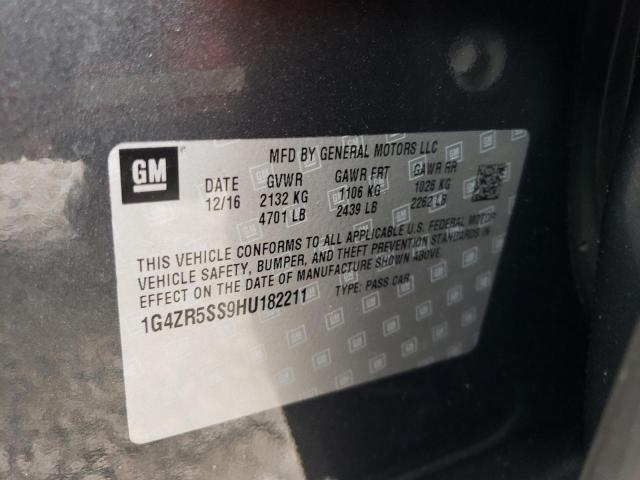 GM
MFD BY GENERAL MOTORS LLC
DATE GVWR GAWR FRT GAWR RR
12/16 2132 KG 1106 KG 1026 KG
4701 LB 2439 LB 2262 LB
THIS VEHICLE CONFORMS TO ALL APPLICABLE U.S. FEDERAL MOTOR
VEHICLE SAFETY, BUMPER, AND THEFT PREVENTION STANDARDS IN
EFFECT ON THE DATE OF MANUFACTURE SHOWN ABOVE.
1G4ZR5SS9HU182211 TYPE: PASS CAR